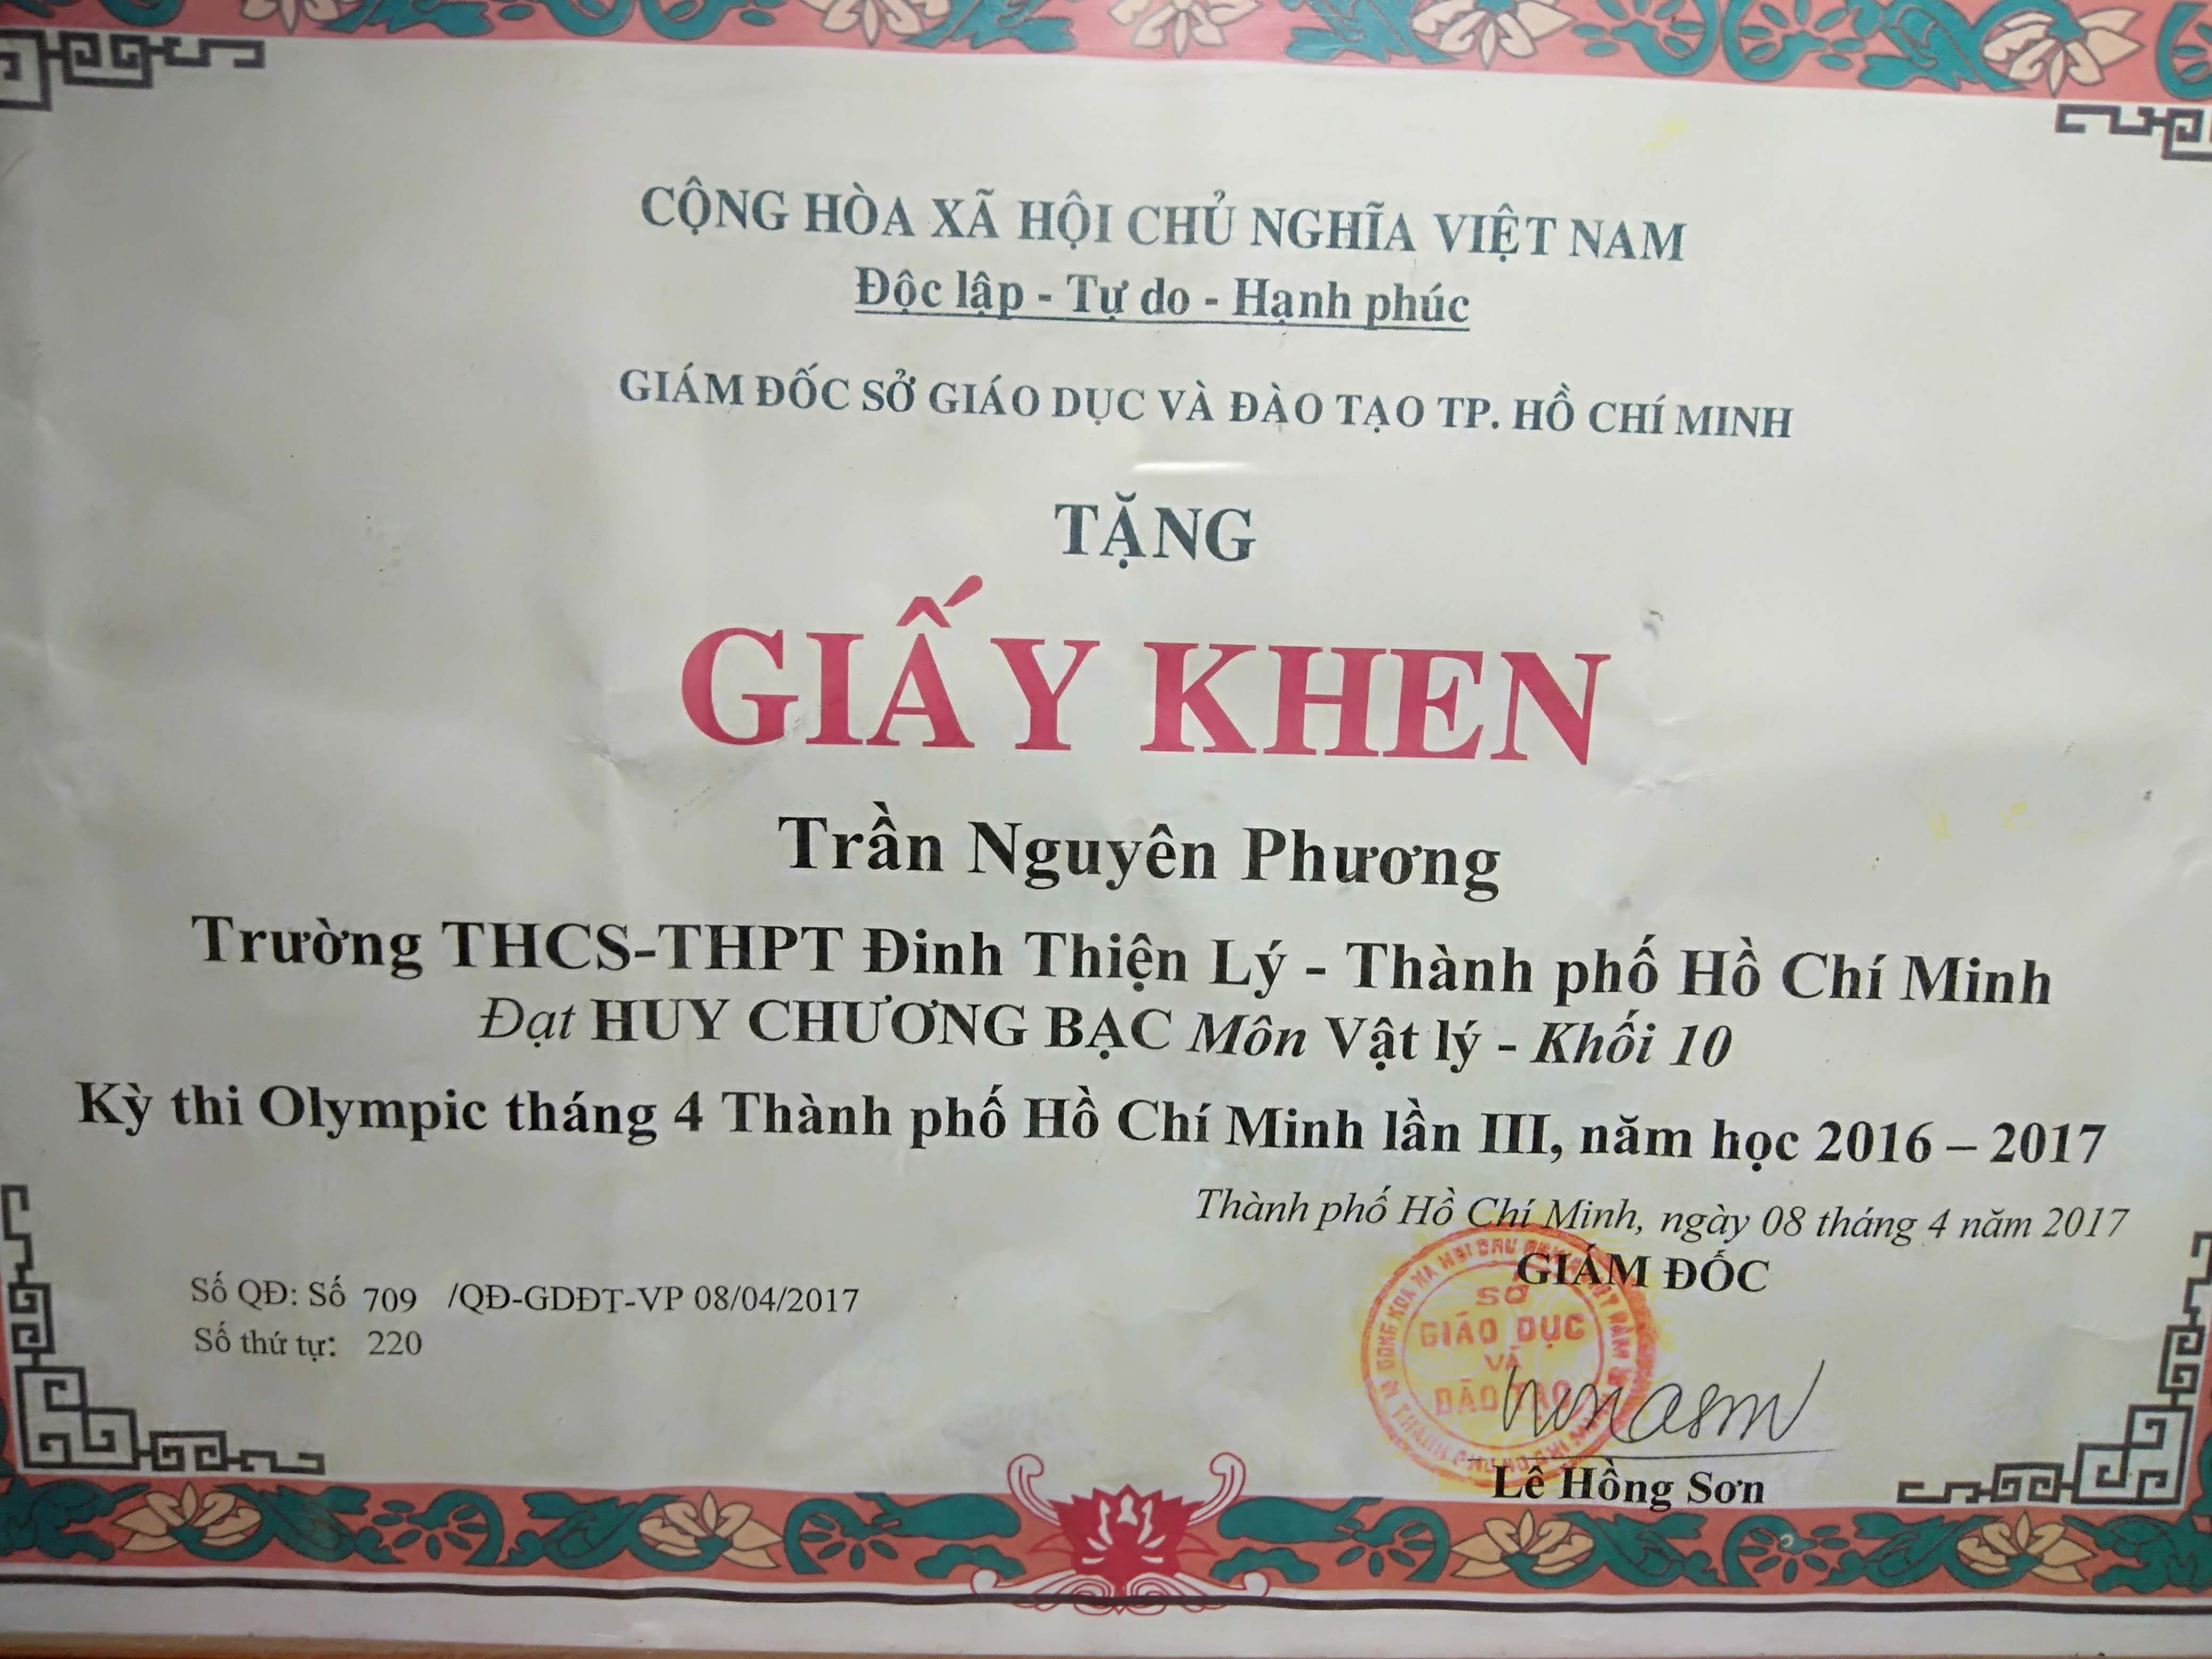 CỘNG HÒA XÃ HỘI CHỦ NGHĨA VIỆT NAM
Độc lập - Tự do - Hạnh phúc
GIÁM ĐỐC SỞ GIÁO DỤC VÀ ĐÀO TẠO TP. HỒ CHÍ MINH
TẶNG
GIẤY KHEN
Trần Nguyên Phương
Trường THCS-THPT Đinh Thiện Lý - Thành phố Hồ Chí Minh
Đạt HUY CHƯƠNG BẠC Môn Vật lý - Khối 10
Kỳ thi Olympic tháng 4 Thành phố Hồ Chí Minh lần III, năm học 2016 – 2017
Thành phố Hồ Chí Minh, ngày 08 tháng 4 năm 2017
GIÁM ĐỐC
Số QĐ: Số 709 /QĐ-GDĐT-VP 08/04/2017
Số thứ tự: 220
SỞ
GIÁO DỤC
VÀ
ĐÀO TẠO
Lê Hồng Sơn